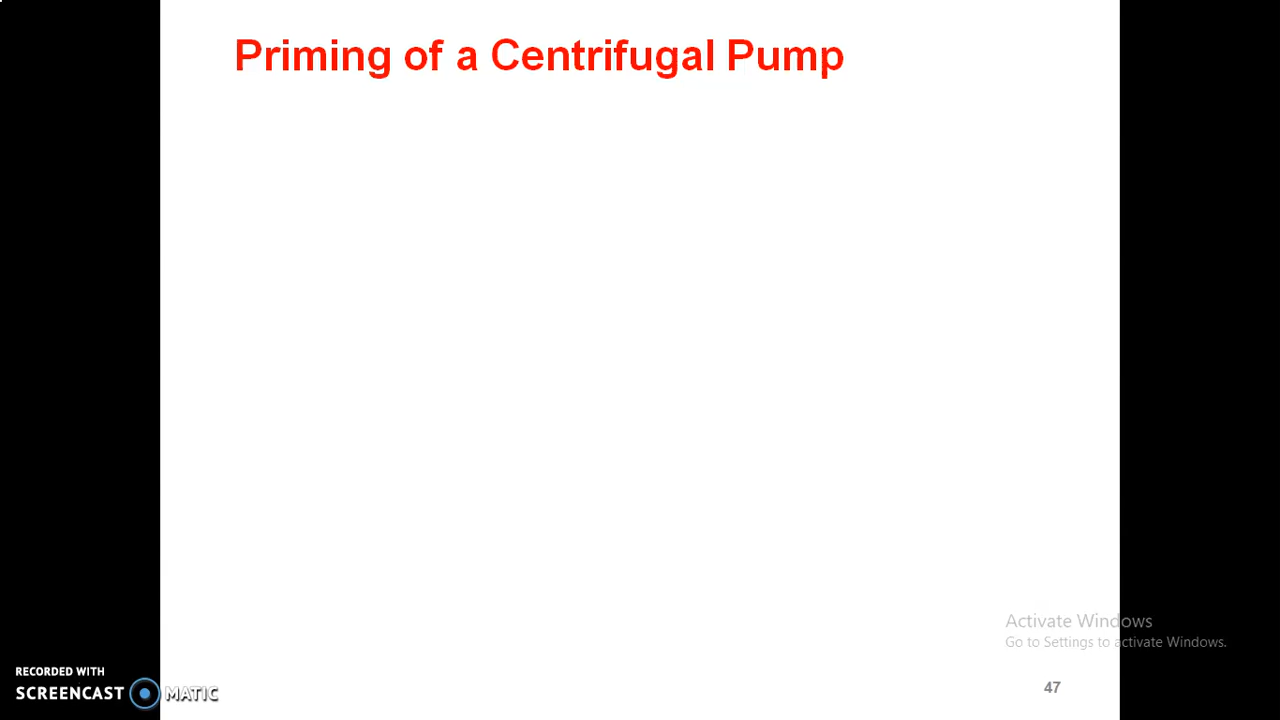 Priming of a Centrifugal Pump
Activate Windows
Go to Settings to activate Windows.
RECORDED WITH
SCREENCAST MATIC
47